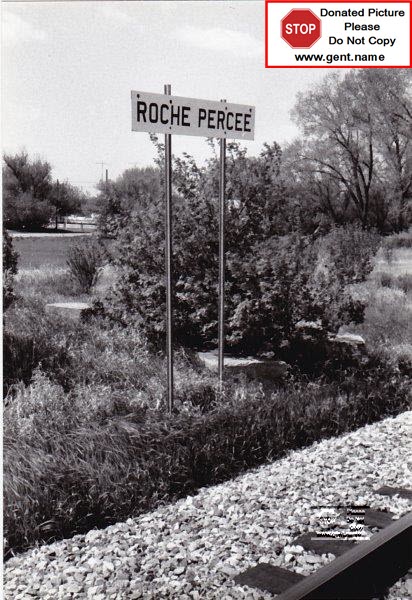 STOP
Donated Picture
Please
Do Not Copy
www.gent.name
ROCHE PERCEE